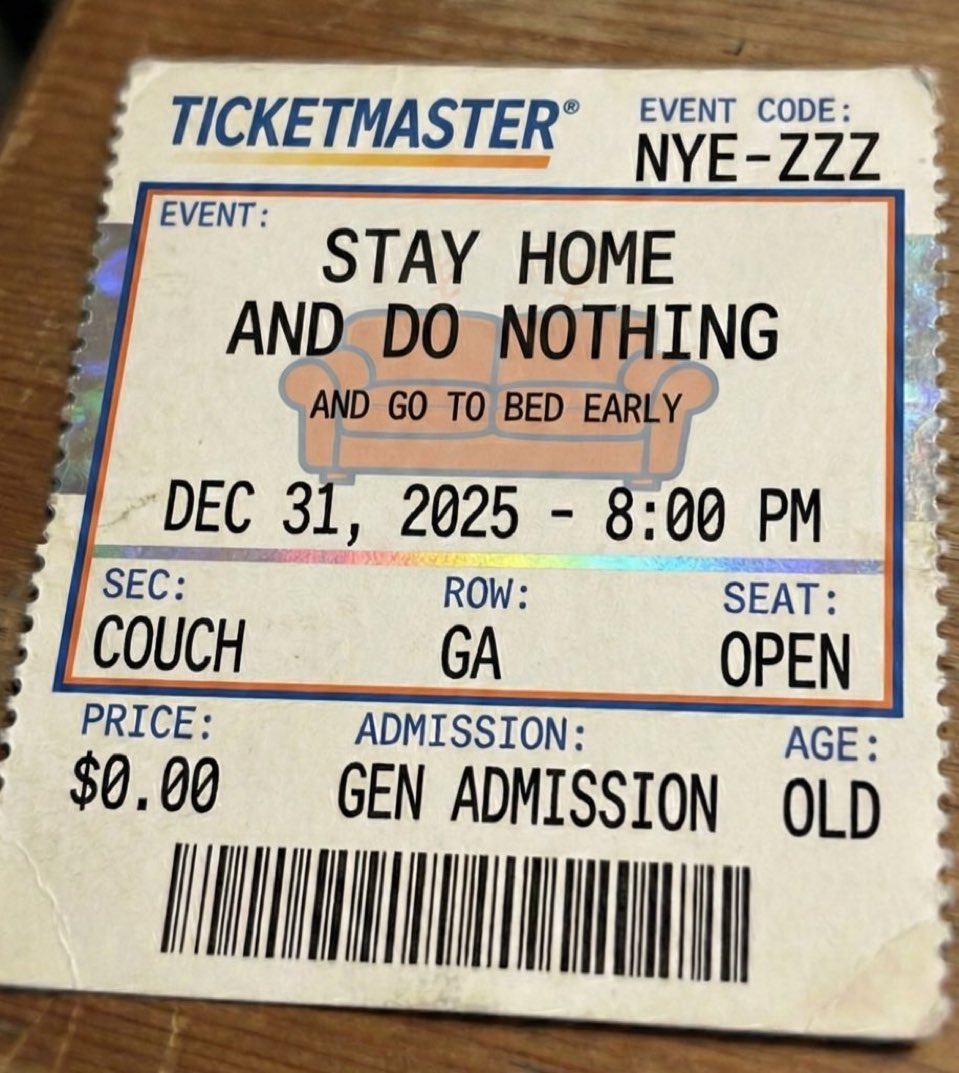 TICKETMASTER®
EVENT CODE:
NYE-ZZZ
EVENT:
STAY HOME
AND DO NOTHING
AND GO TO BED EARLY
DEC 31, 2025 - 8:00 PM
SEC: ROW: SEAT:
COUCH GA OPEN
PRICE: ADMISSION: AGE:
$0.00 GEN ADMISSION OLD